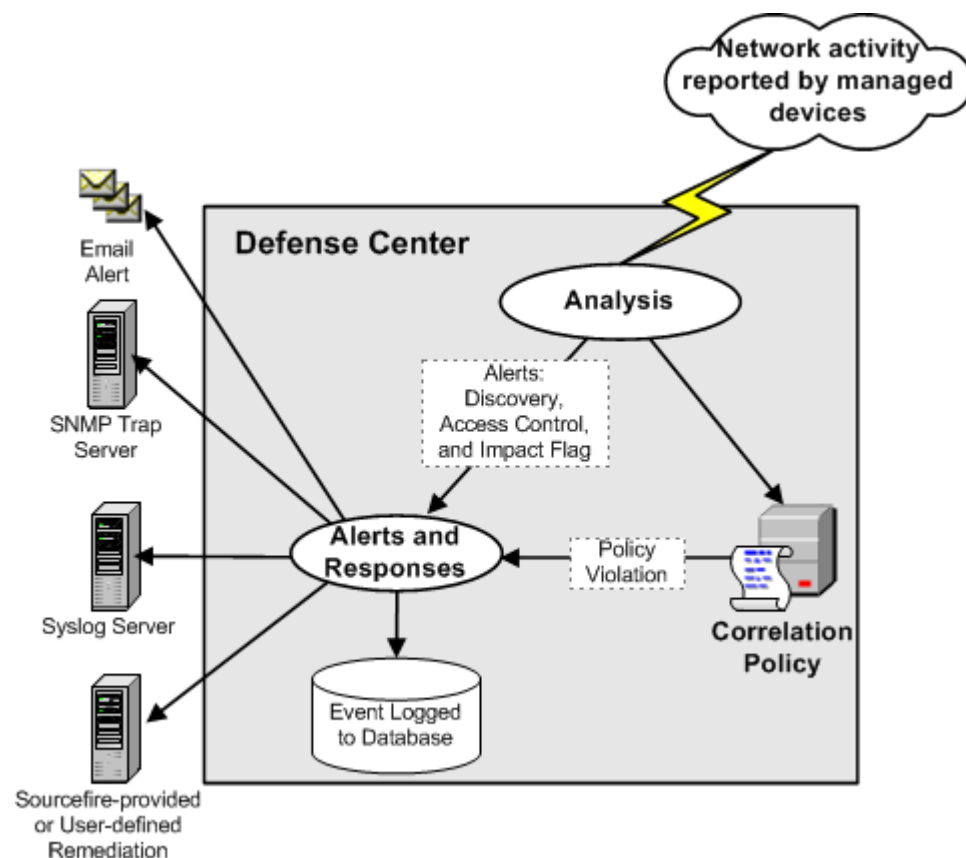 Network activity
reported by managed
devices
Defense Center
Email
Alert
Analysis
Alerts:
Discovery,
Access Control,
and Impact Flag
SNMP Trap
Server
Alerts and
Responses
Policy
Violation
Syslog Server
Correlation
Policy
Event Logged
to Database
Sourcefire-provided
or User-defined
Remediation